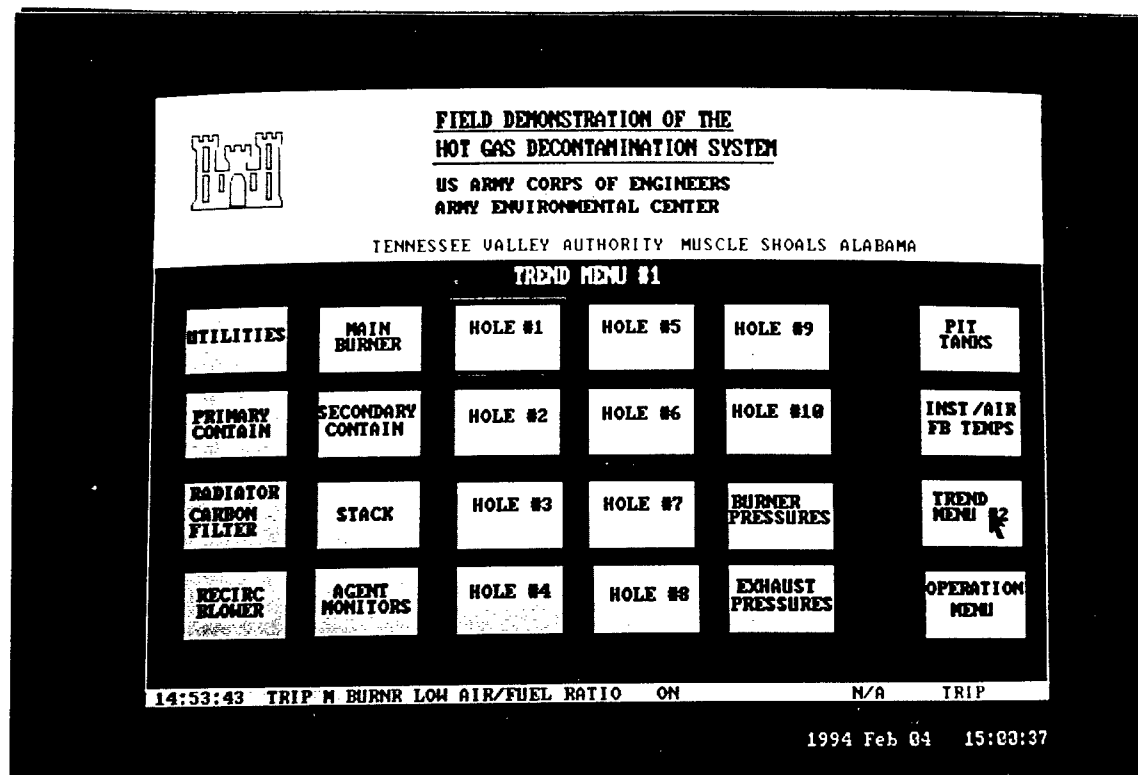 FIELD DEMONSTRATION OF THE
HOT GAS DECONTAMINATION SYSTEM
US ARMY CORPS OF ENGINEERS
ARMY ENVIRONMENTAL CENTER
TENNESSEE VALLEY AUTHORITY MUSCLE SHOALS ALABAMA
TREND MENU #1
UTILITIES
MAIN
BURNER
HOLE #1
HOLE #5
HOLE #9
PIT
TANKS
PRIMARY
CONTAIN
SECONDARY
CONTAIN
HOLE #2
HOLE #6
HOLE #10
INST/AIR
FB TEMPS
RADIATOR
CARBON
FILTER
STACK
HOLE #3
HOLE #7
BURNER
PRESSURES
TREND
MENU #2
RECIRC
BLOWER
AGENT
MONITORS
HOLE #4
HOLE #8
EXHAUST
PRESSURES
OPERATION
MENU
14:53:43 TRIP M BURNR LOW AIR/FUEL RATIO ON N/A TRIP
1994 Feb 04